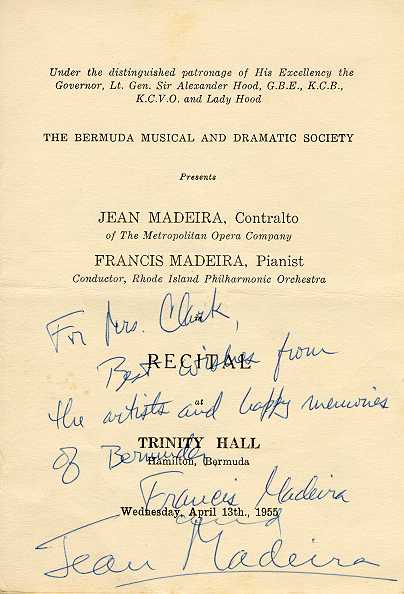 Under the distinguished patronage of His Excellency the
Governor, Lt. Gen. Sir Alexander Hood, G.B.E., K.C.B.,
K.C.V.O. and Lady Hood
THE BERMUDA MUSICAL AND DRAMATIC SOCIETY
Presents
JEAN MADEIRA, Contralto
of The Metropolitan Opera Company
FRANCIS MADEIRA, Pianist
Conductor, Rhode Island Philharmonic Orchestra
For Mrs. Clark,
in
RECITAL
Best wishes from
the artists and happy memories
at
TRINITY HALL
of Bermuda
Hamilton, Bermuda
Francis Madeira
Wednesday, April 13th., 1955
and
Jean Madeira